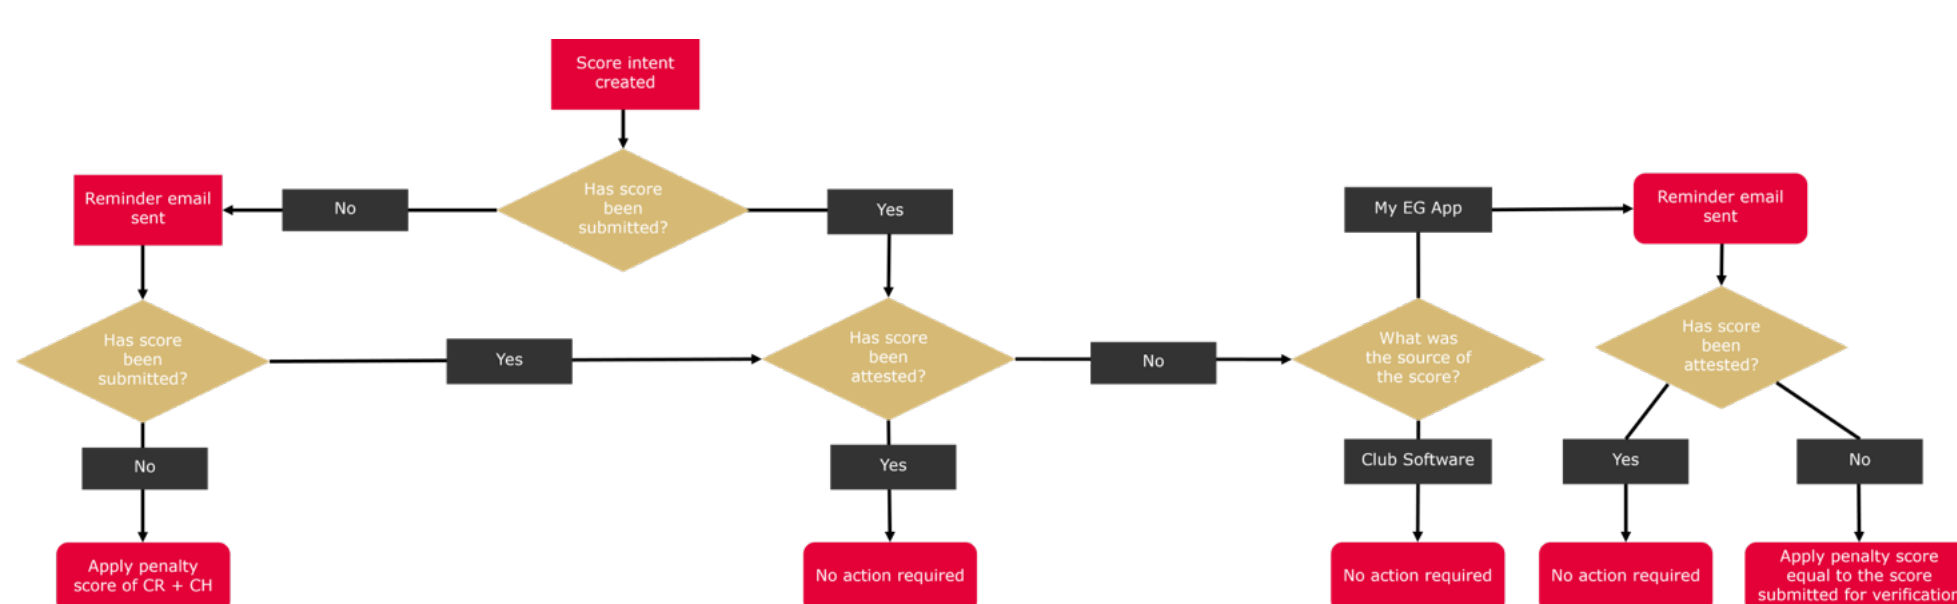 Score intent
created
Has score
been
submitted?
No
Yes
Reminder email
sent
My EG App
Reminder email
sent
Has score
been
submitted?
Yes
Has score
been
attested?
No
What was
the source of
the score?
Has score
been
attested?
No
Yes
Club Software
Yes
No
Apply penalty
score of CR + CH
No action required
No action required
No action required
Apply penalty score
equal to the score
submitted for verification